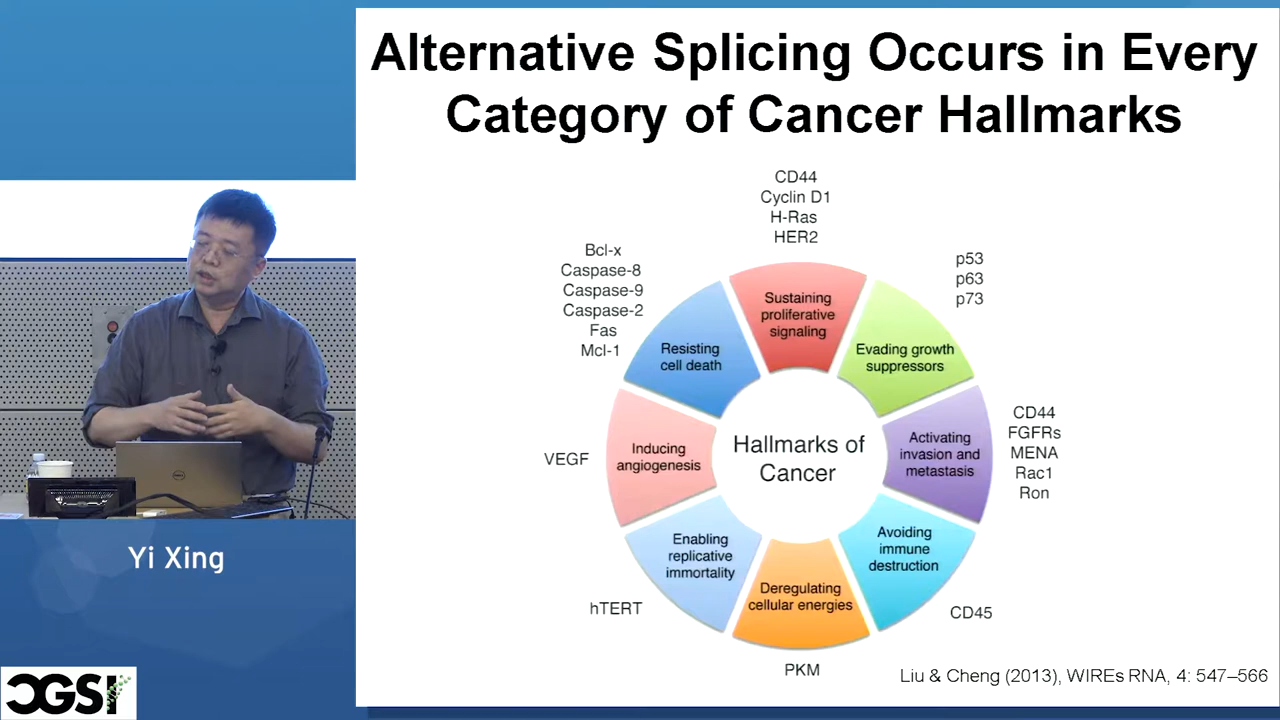 Alternative Splicing Occurs in Every
Category of Cancer Hallmarks
CD44
Cyclin D1
H-Ras
HER2
Bcl-x
Caspase-8
Caspase-9
Caspase-2
Fas
Mcl-1
p53
p63
p73
Sustaining
proliferative
signaling
Resisting
cell death
Evading growth
suppressors
CD44
FGFRs
MENA
Rac1
Ron
VEGF
Inducing
angiogenesis
Hallmarks of
Cancer
Activating
invasion and
metastasis
Enabling
replicative
immortality
Avoiding
immune
destruction
Deregulating
cellular energies
hTERT
CD45
PKM
Liu & Cheng (2013), WIREs RNA, 4: 547–566
Yi Xing
CGSI